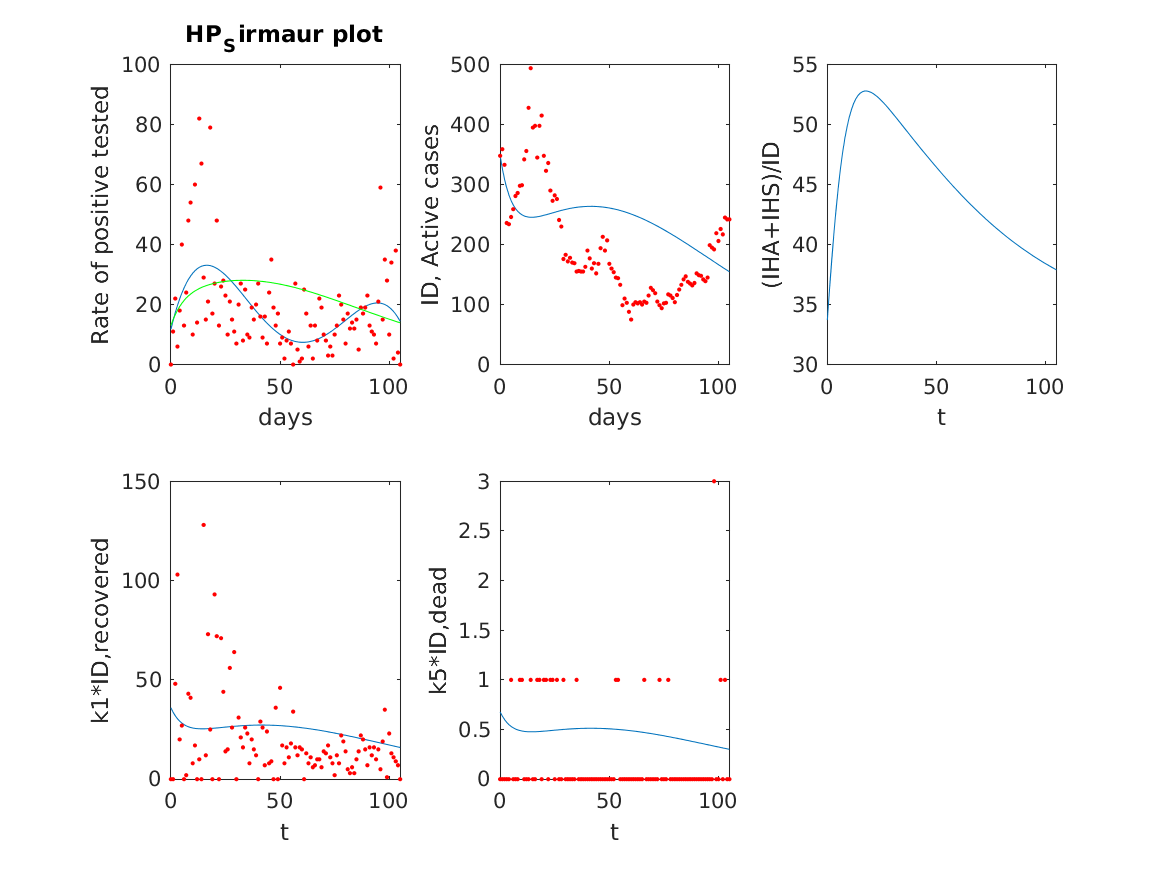 HP_Sirmaur plot
100
80
60
40
20
0
Rate of positive tested
0 50 100
days
500
400
300
200
100
0
ID, Active cases
0 50 100
days
55
50
45
40
35
30
(IHA+IHS)/ID
0 50 100
t
150
100
50
0
k1*ID,recovered
0 50 100
t
3
2.5
2
1.5
1
0.5
0
k5*ID,dead
0 50 100
t